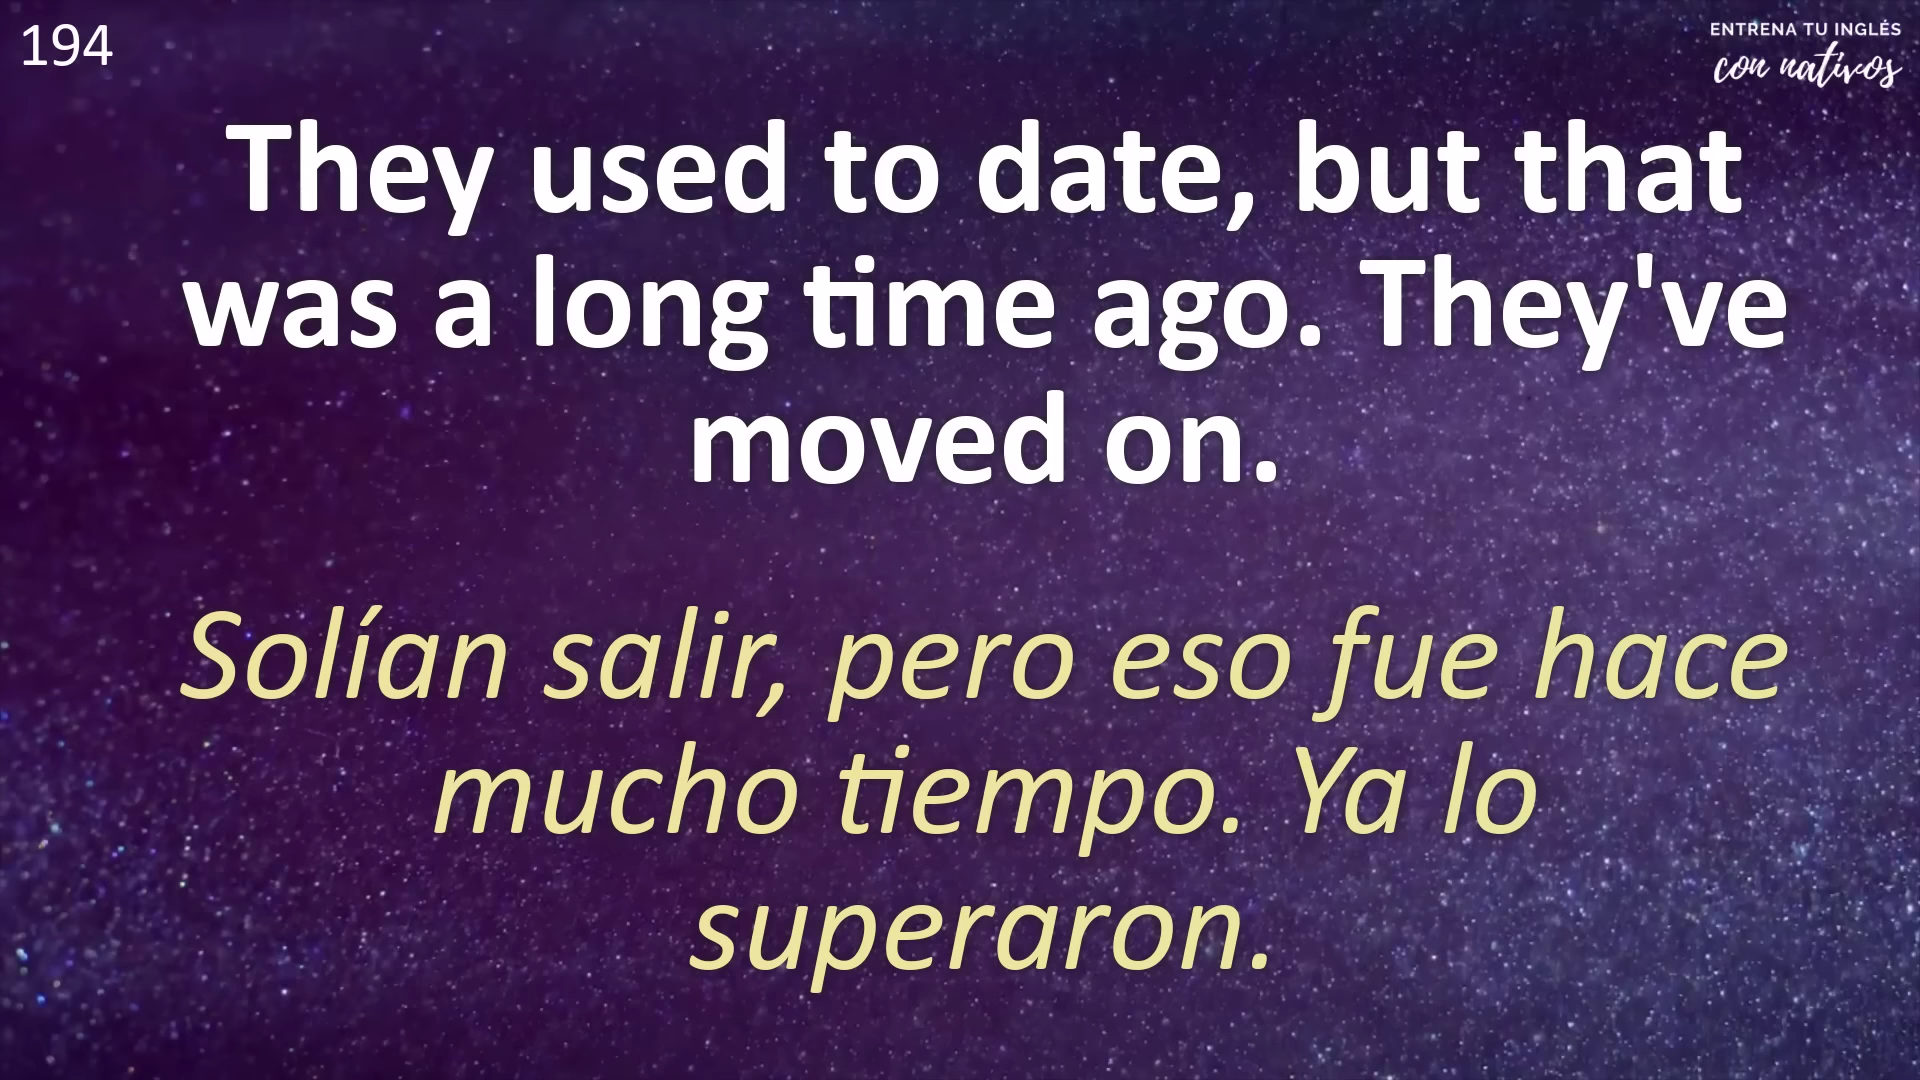 194
ENTRENA TU INGLÉS
con nativos
They used to date, but that
was a long time ago. They've
moved on.
Solían salir, pero eso fue hace
mucho tiempo. Ya lo
superaron.